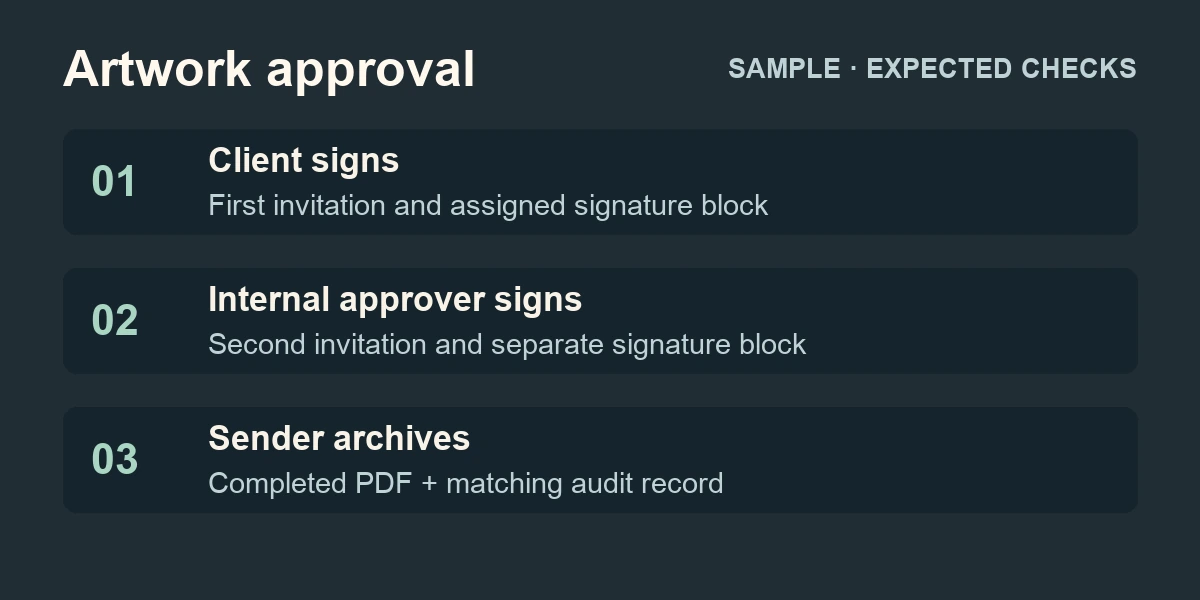 Artwork approval
SAMPLE · EXPECTED CHECKS
01
Client signs
First invitation and assigned signature block
02
Internal approver signs
Second invitation and separate signature block
03
Sender archives
Completed PDF + matching audit record